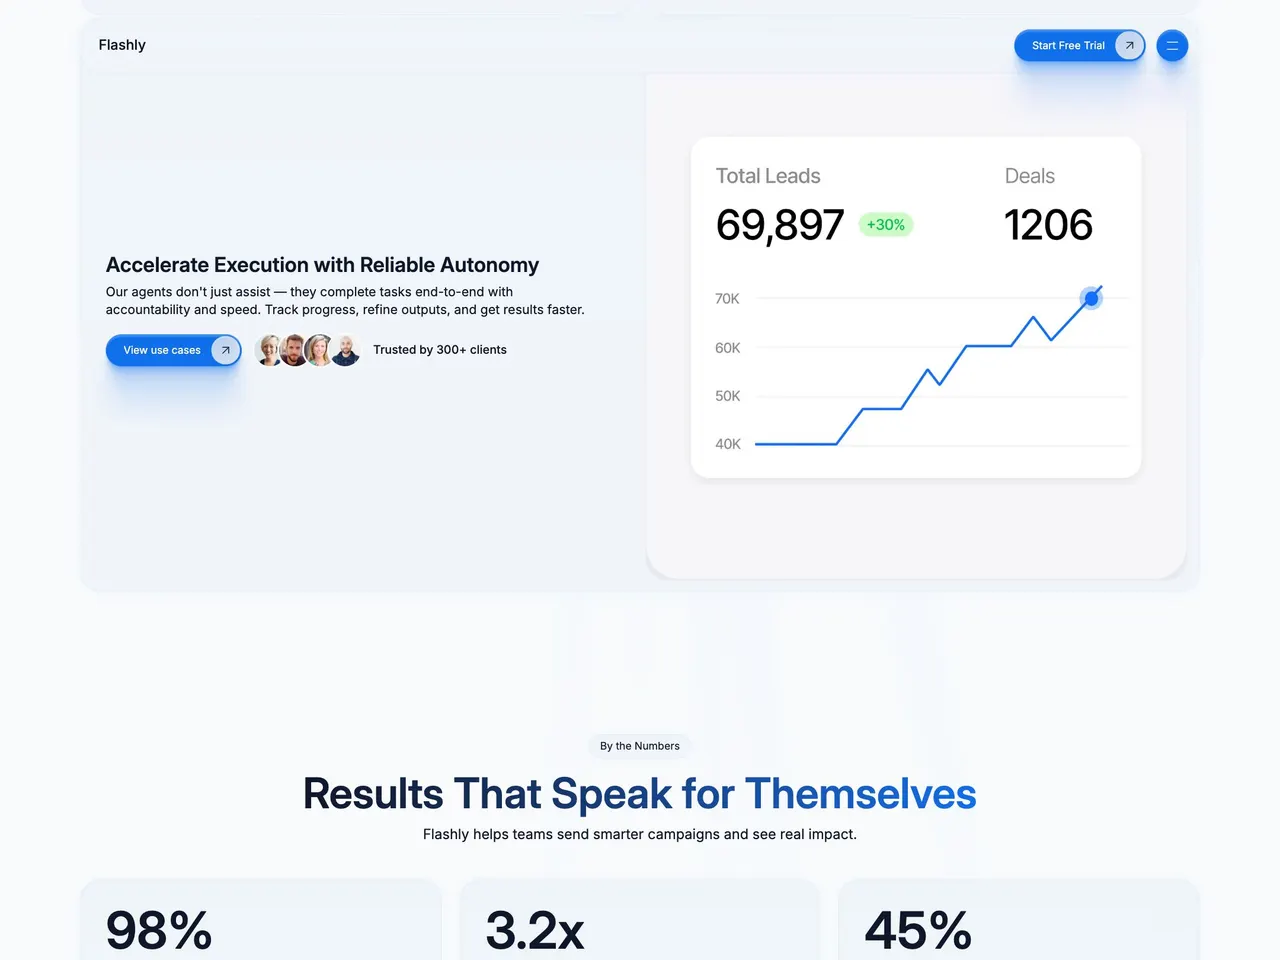 Flashly
Start Free Trial
Total Leads
Deals
69,897
+30%
1206
Accelerate Execution with Reliable Autonomy
Our agents don't just assist — they complete tasks end-to-end with
accountability and speed. Track progress, refine outputs, and get results faster.
View use cases
Trusted by 300+ clients
70K
60K
50K
40K
By the Numbers
Results That Speak for Themselves
Flashly helps teams send smarter campaigns and see real impact.
98%
3.2x
45%